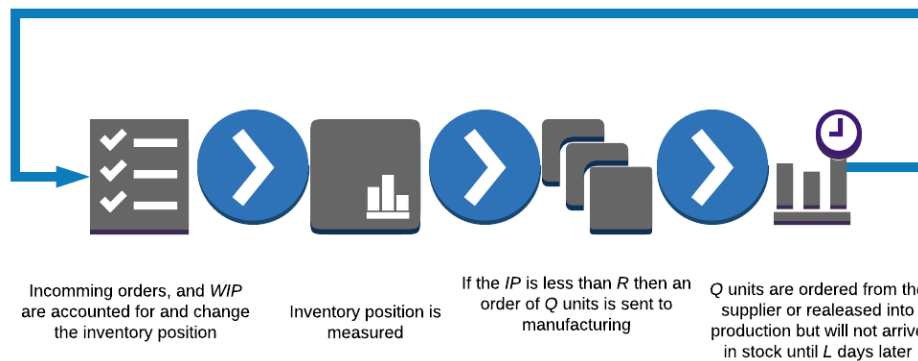 Incomming orders, and WIP
are accounted for and change
the inventory position
Inventory position is
measured
If the IP is less than R then an
order of Q units is sent to
manufacturing
Q units are ordered from the
supplier or realeased into
production but will not arrive
in stock until L days later